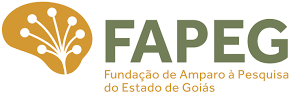 FAPEG
Fundação de Amparo à Pesquisa
do Estado de Goiás